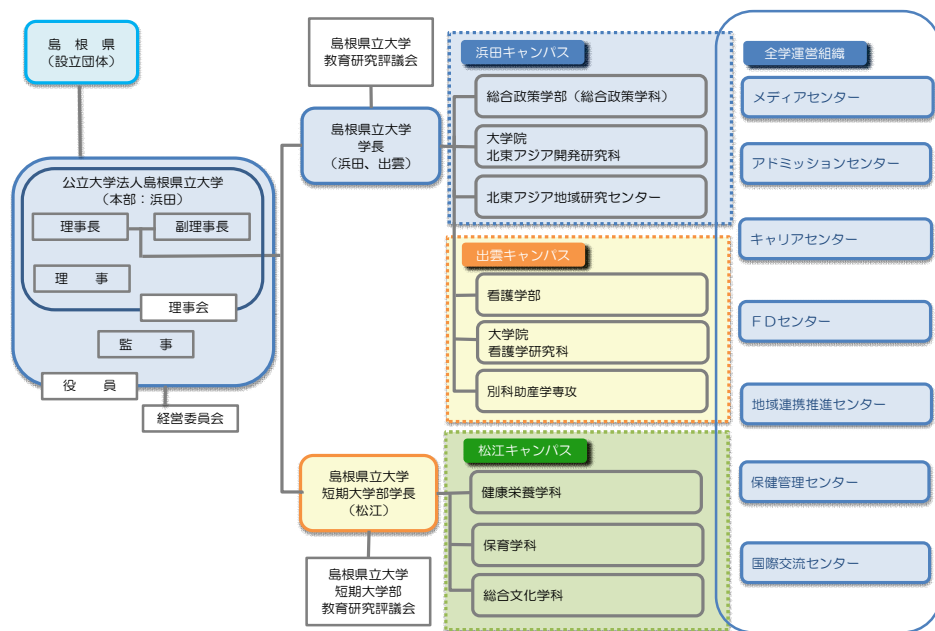 島 根 県
(設立団体)
公立大学法人島根県立大学
(本部:浜田)
理事長
副理事長
理 事
理事会
監 事
役 員
経営委員会
島根県立大学
教育研究評議会
島根県立大学
学長
(浜田、出雲)
島根県立大学
短期大学部学長
(松江)
島根県立大学
短期大学部
教育研究評議会
浜田キャンパス
総合政策学部(総合政策学科)
大学院
北東アジア開発研究科
北東アジア地域研究センター
出雲キャンパス
看護学部
大学院
看護学研究科
別科助産学専攻
松江キャンパス
健康栄養学科
保育学科
総合文化学科
全学運営組織
メディアセンター
アドミッションセンター
キャリアセンター
FDセンター
地域連携推進センター
保健管理センター
国際交流センター